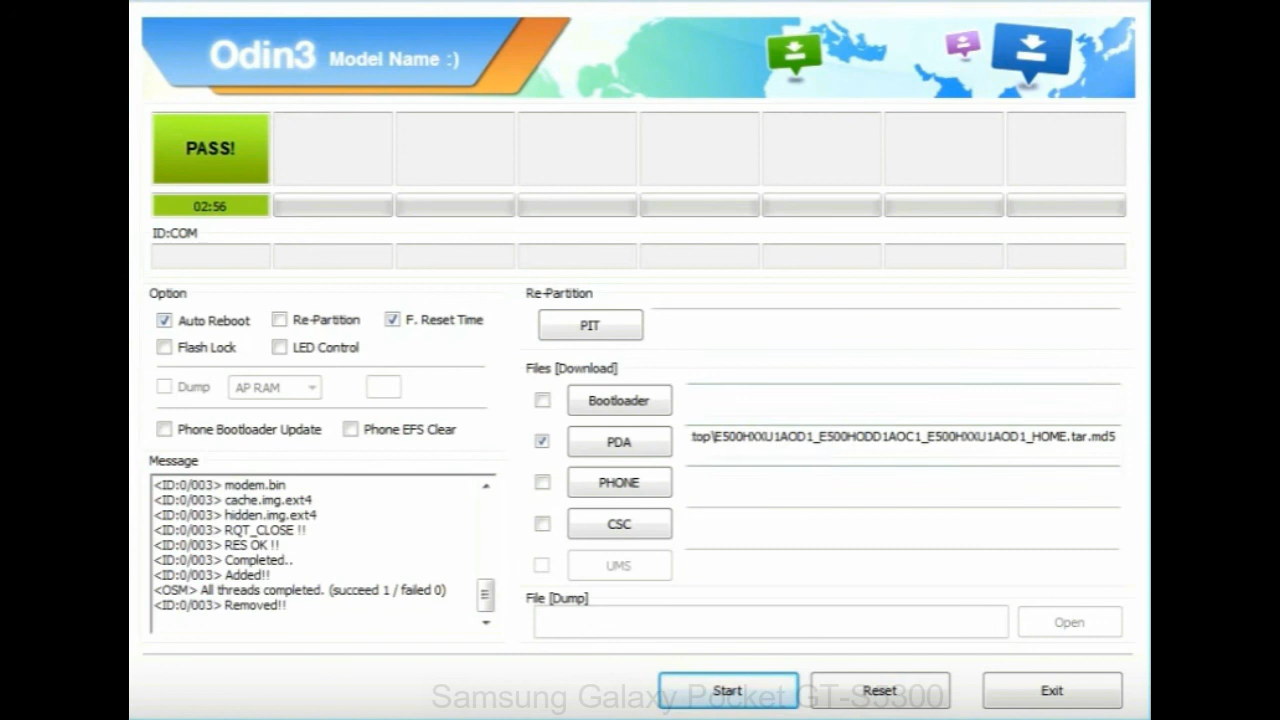 Odin3 Model Name :)
PASS!
02:56
ID:COM
Option
Auto Reboot
Re-Partition
F. Reset Time
Flash Lock
LED Control
Dump
AP RAM
Phone Bootloader Update
Phone EFS Clear
Message
<ID:0/003> modem.bin
<ID:0/003> cache.img.ext4
<ID:0/003> hidden.img.ext4
<ID:0/003> RQT_CLOSE !!
<ID:0/003> RES OK !!
<ID:0/003> Completed..
<ID:0/003> Added!!
<OSM> All threads completed. (succeed 1 / failed 0)
<ID:0/003> Removed!!
Re-Partition
PIT
Files [Download]
Bootloader
PDA
top\E500HXXU1AOD1_E500HODD1AOC1_E500HXXU1AOD1_HOME.tar.md5
PHONE
CSC
UMS
File [Dump]
Open
Start
Reset
Exit
Samsung Galaxy Pocket GT-S5300